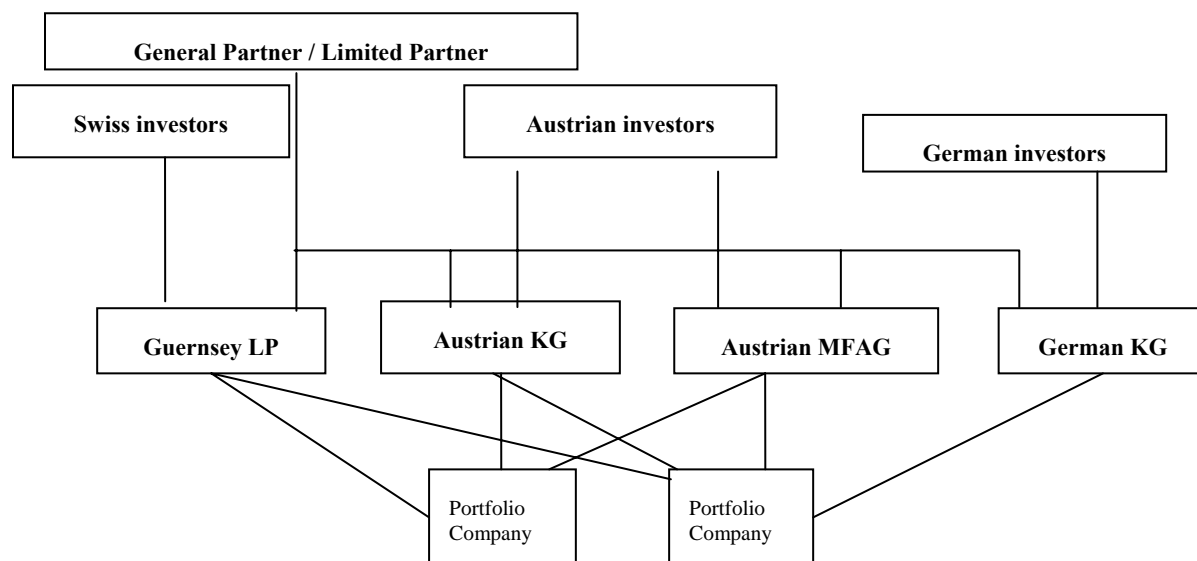 General Partner / Limited Partner
Swiss investors
Austrian investors
German investors
Guernsey LP
Austrian KG
Austrian MFAG
German KG
Portfolio
Company
Portfolio
Company